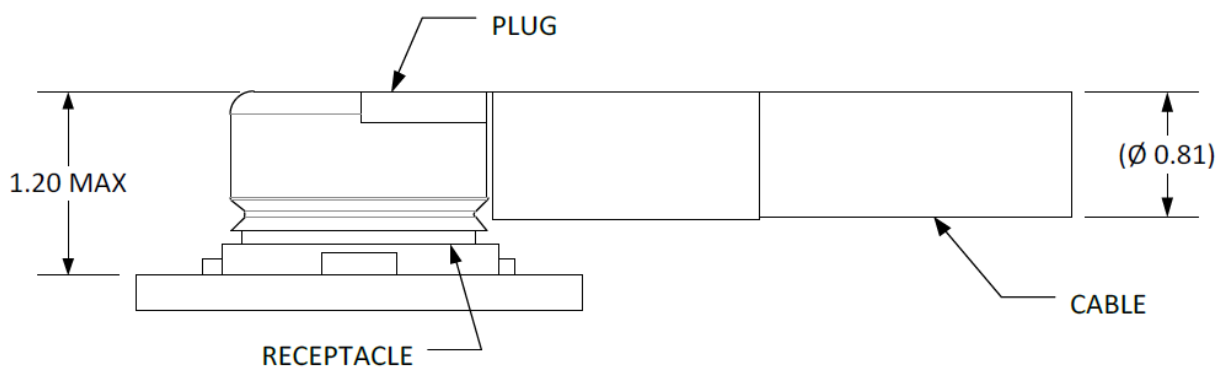 PLUG
1.20 MAX
(Ø 0.81)
CABLE
RECEPTACLE